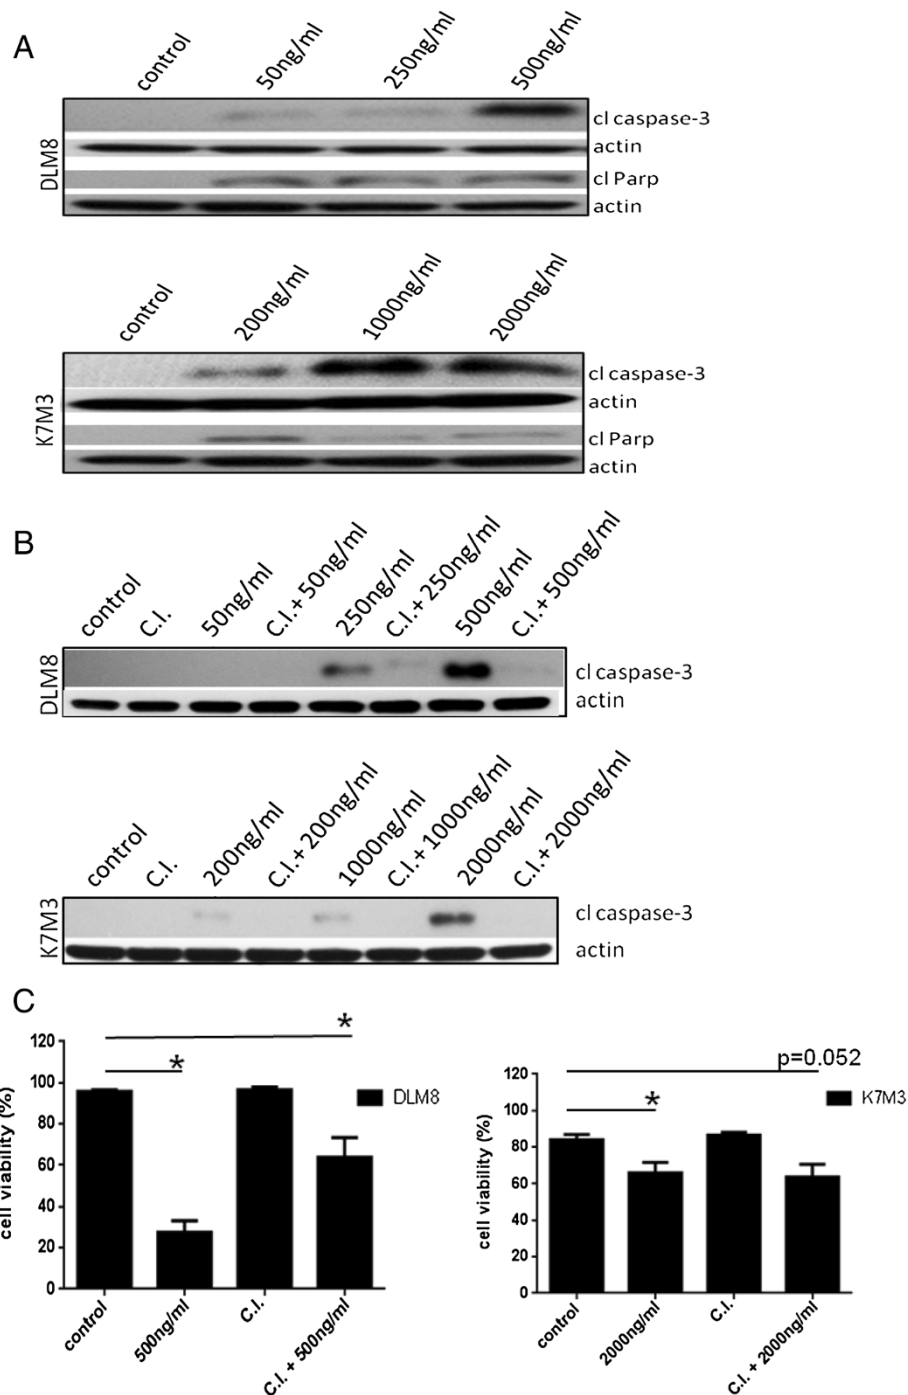 A
control
50ng/ml
250ng/ml
500ng/ml
DLM8
cl caspase-3
actin
cl Parp
actin
control
200ng/ml
1000ng/ml
2000ng/ml
K7M3
cl caspase-3
actin
cl Parp
actin
B
control
C.I.
50ng/ml
C.I.+ 50ng/ml
250ng/ml
C.I.+ 250ng/ml
500ng/ml
C.I.+ 500ng/ml
DLM8
cl caspase-3
actin
control
C.I.
200ng/ml
C.I.+ 200ng/ml
1000ng/ml
C.I.+ 1000ng/ml
2000ng/ml
C.I.+ 2000ng/ml
K7M3
cl caspase-3
actin
C
cell viability (%)
120
100
80
60
40
20
0
*
*
DLM8
control
500ng/ml
C.I.
C.I. + 500ng/ml
cell viability (%)
120
100
80
60
40
20
0
*
p=0.052
K7M3
control
2000ng/ml
C.I.
C.I. + 2000ng/ml